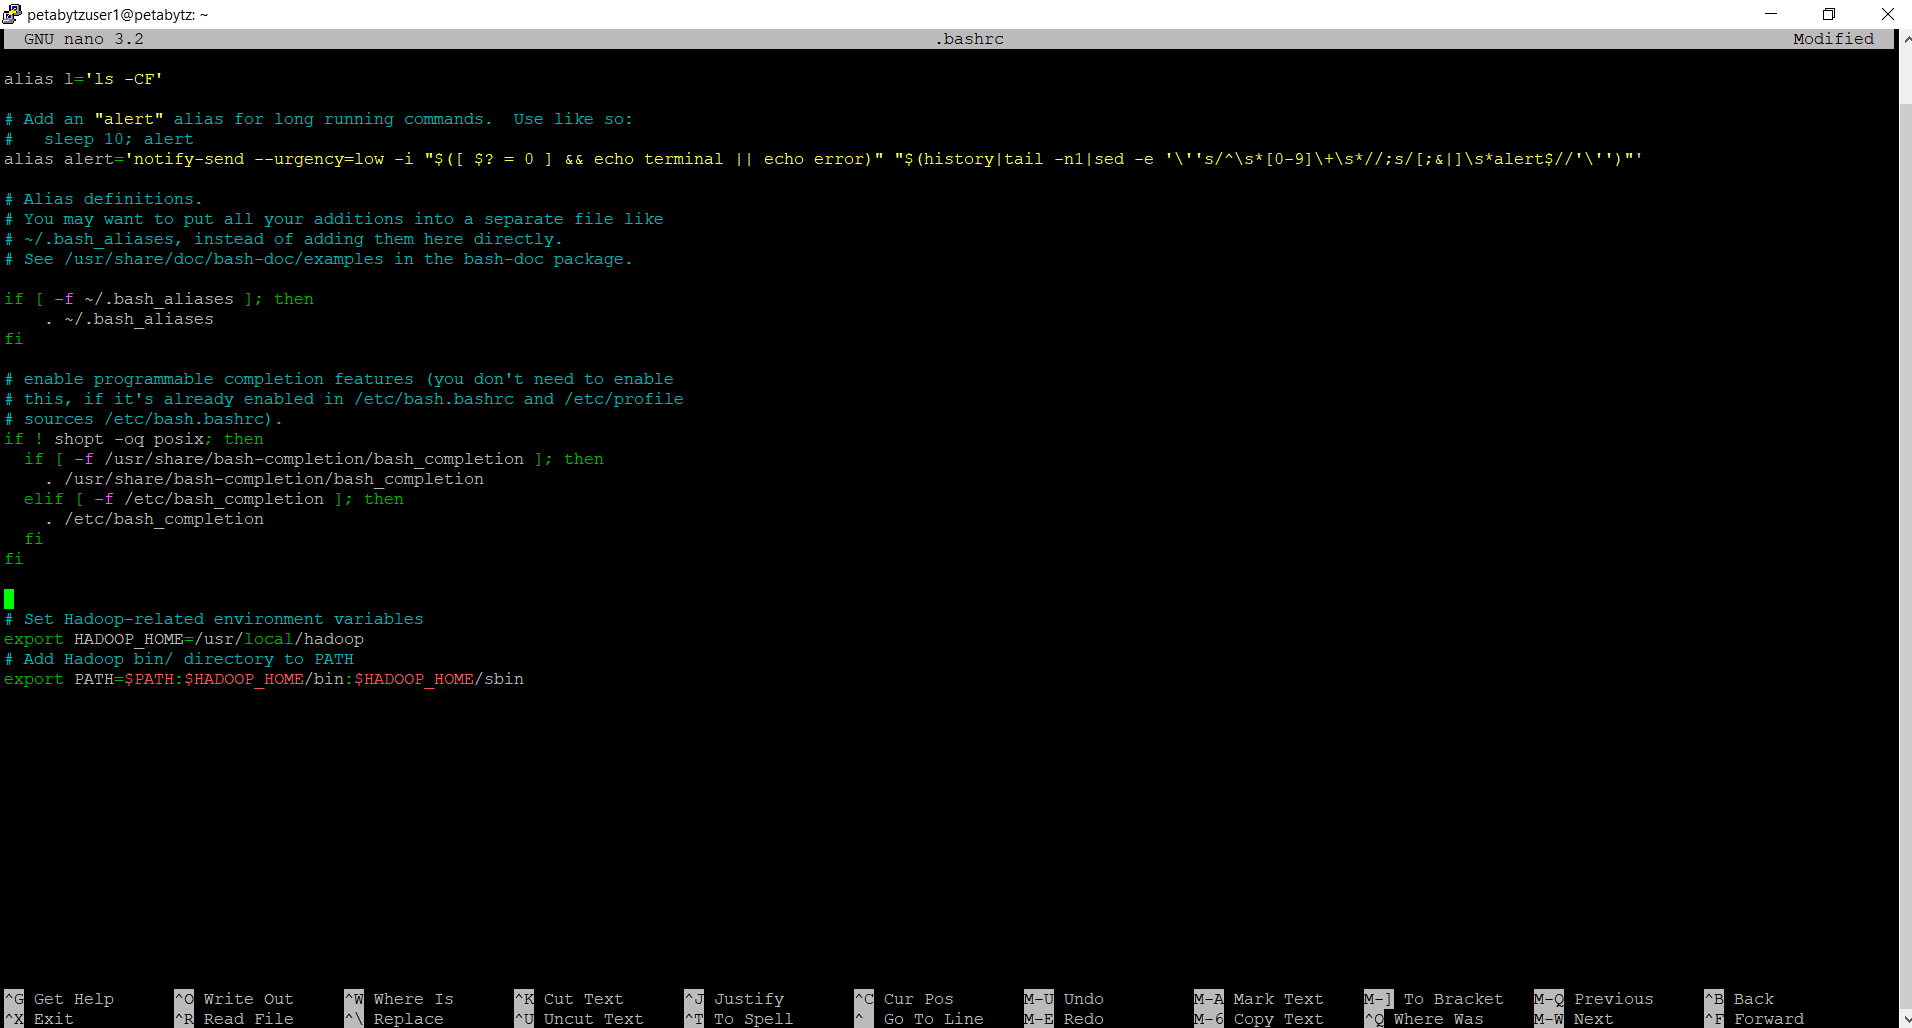 petabytzuser1@petabytz: ~
GNU nano 3.2 .bashrc Modified
alias l='ls -CF'
# Add an "alert" alias for long running commands.  Use like so:
#   sleep 10; alert
alias alert='notify-send --urgency=low -i "$([ $? = 0 ] && echo terminal || echo error)" "$(history|tail -n1|sed -e '\''s/^\s*[0-9]\+\s*//;s/[;&|]\s*alert$//'\'')"'
# Alias definitions.
# You may want to put all your additions into a separate file like
# ~/.bash_aliases, instead of adding them here directly.
# See /usr/share/doc/bash-doc/examples in the bash-doc package.
if [ -f ~/.bash_aliases ]; then
    . ~/.bash_aliases
fi
# enable programmable completion features (you don't need to enable
# this, if it's already enabled in /etc/bash.bashrc and /etc/profile
# sources /etc/bash.bashrc).
if ! shopt -oq posix; then
  if [ -f /usr/share/bash-completion/bash_completion ]; then
    . /usr/share/bash-completion/bash_completion
  elif [ -f /etc/bash_completion ]; then
    . /etc/bash_completion
  fi
fi
# Set Hadoop-related environment variables
export HADOOP_HOME=/usr/local/hadoop
# Add Hadoop bin/ directory to PATH
export PATH=$PATH:$HADOOP_HOME/bin:$HADOOP_HOME/sbin
^G Get Help ^O Write Out ^W Where Is ^K Cut Text ^J Justify ^C Cur Pos M-U Undo M-A Mark Text M-] To Bracket M-Q Previous ^B Back
^X Exit ^R Read File ^\ Replace ^U Uncut Text ^T To Spell ^_ Go To Line M-E Redo M-6 Copy Text ^Q Where Was M-W Next ^F Forward